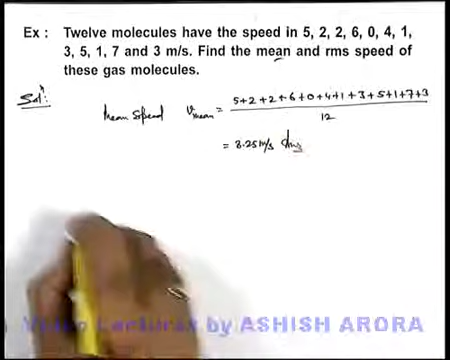 Ex : Twelve molecules have the speed in 5, 2, 2, 6, 0, 4, 1,
3, 5, 1, 7 and 3 m/s. Find the mean and rms speed of
these gas molecules.
Sol:
Mean Speed Vmean = 5+2+2+6+0+4+1+3+5+1+7+3
12
= 3.25 m/s Ans
Video Lectures by ASHISH ARORA